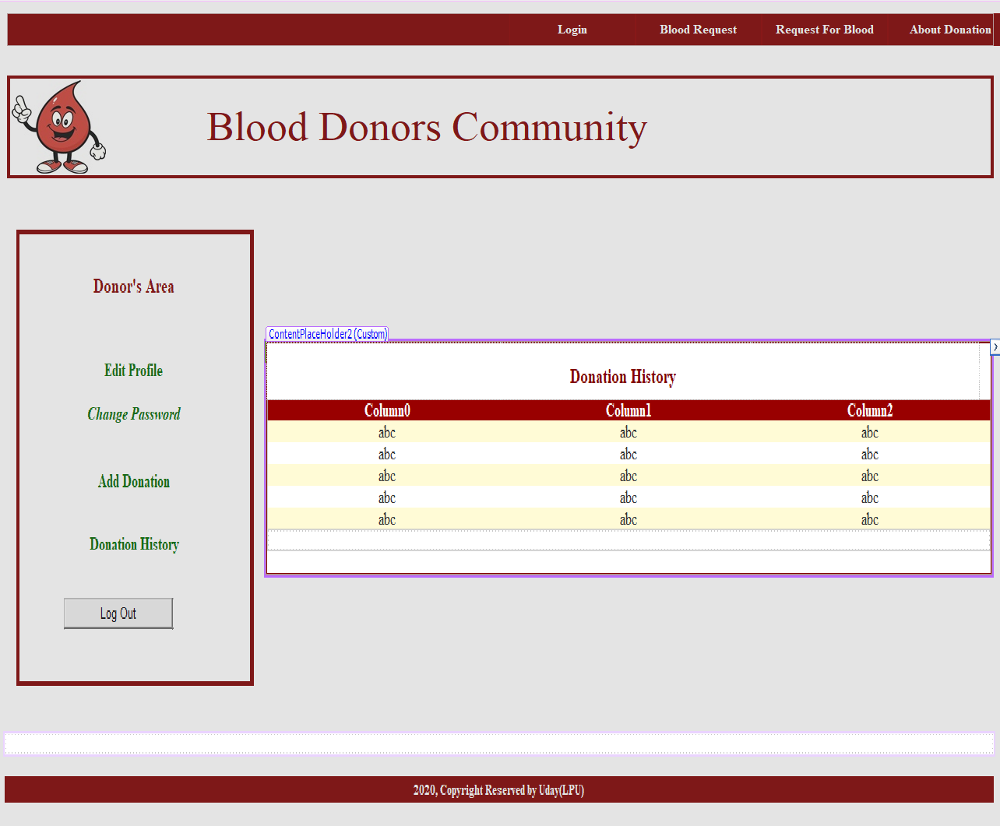 Login Blood Request Request For Blood About Donation
Blood Donors Community
Donor's Area
Edit Profile
Change Password
Add Donation
Donation History
Log Out
ContentPlaceHolder2 (Custom)
Donation History
Column0 Column1 Column2
abc abc abc
abc abc abc
abc abc abc
abc abc abc
abc abc abc
2020, Copyright Reserved by Uday(LPU)